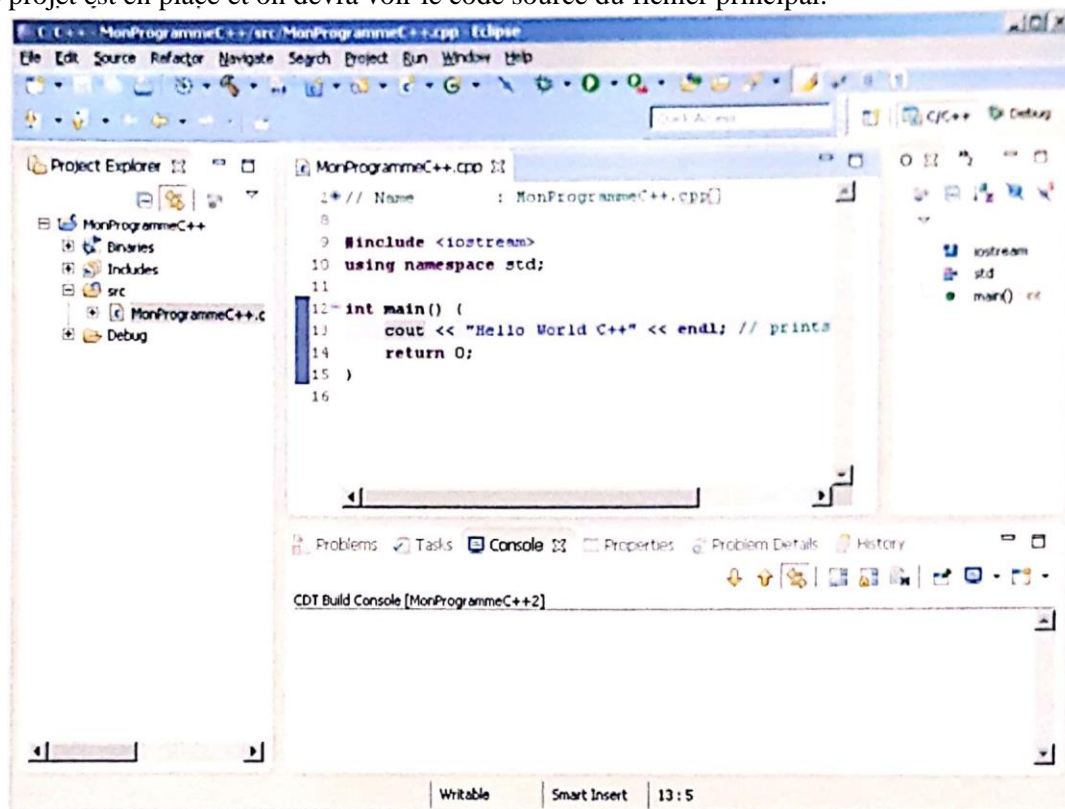 projet est en place et on devra voir le code source du fichier principal.
C/C++ - MonProgrammeC++/src/MonProgrammeC++.cpp - Eclipse
File Edit Source Refactor Navigate Search Project Run Window Help
Quick Access
C/C++ Debug
Project Explorer
MonProgrammeC++
Binaries
Includes
src
MonProgrammeC++.c
Debug
MonProgrammeC++.cpp
// Name : MonProgrammeC++.cpp
8
9 #include <iostream>
10 using namespace std;
11
12 int main() {
13 cout << "Hello World C++" << endl; // prints
14 return 0;
15 }
16
O
iostream
std
main() : int
Problems Tasks Console Properties Problem Details History
CDT Build Console [MonProgrammeC++2]
Writable Smart Insert 13 : 5